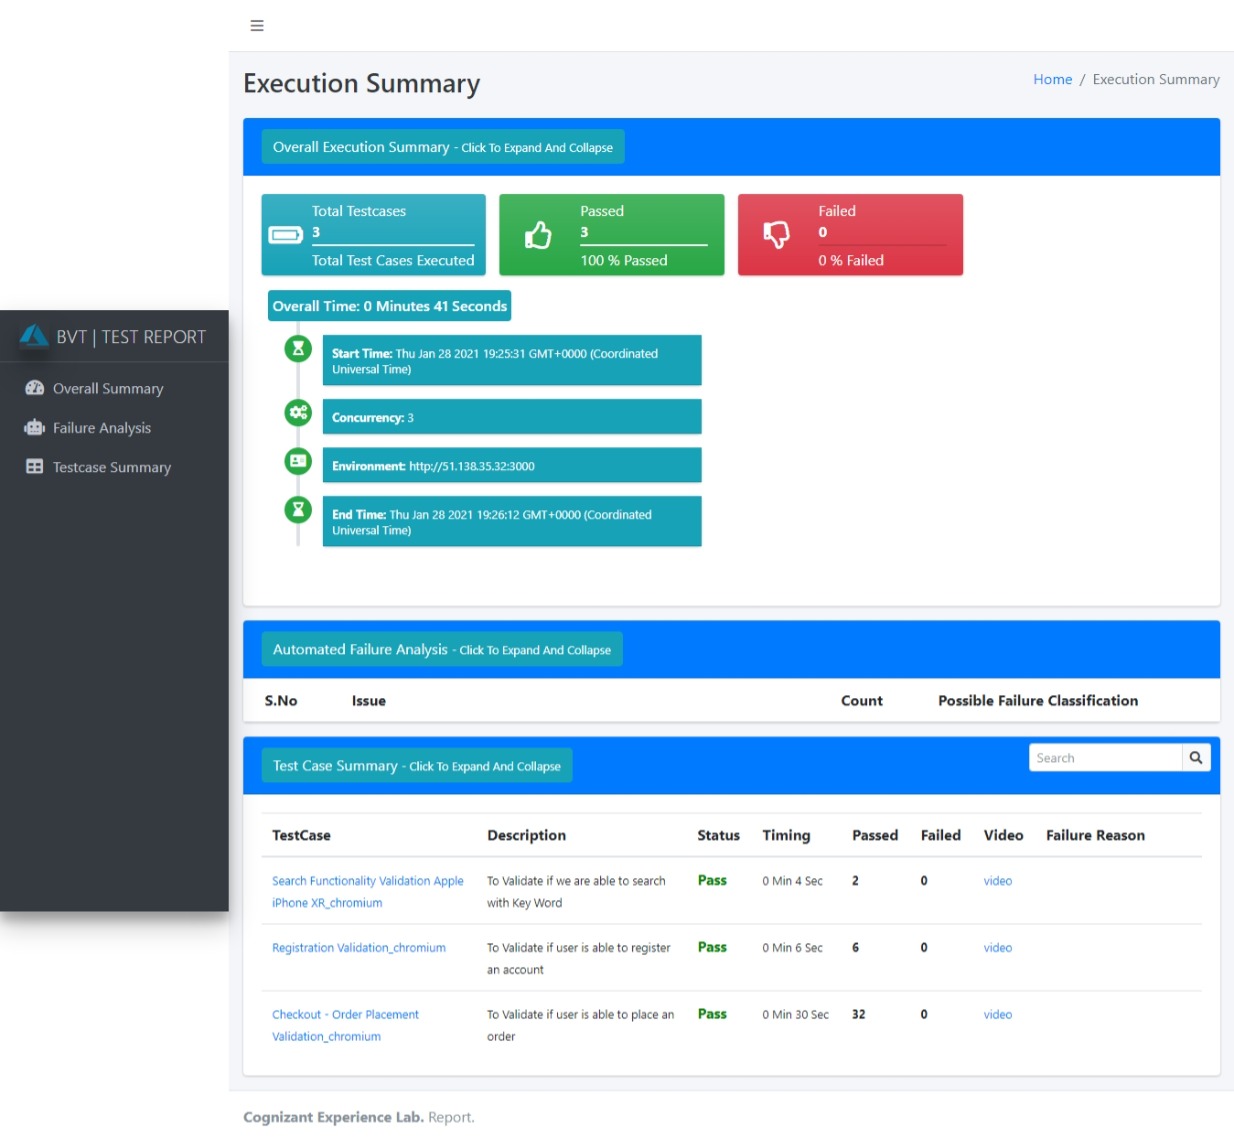 Execution Summary
Home / Execution Summary
Overall Execution Summary - Click To Expand And Collapse
Total Testcases
3
Total Test Cases Executed
Passed
3
100 % Passed
Failed
0
0 % Failed
Overall Time: 0 Minutes 41 Seconds
Start Time: Thu Jan 28 2021 19:25:31 GMT+0000 (Coordinated
Universal Time)
Concurrency: 3
Environment: http://51.138.35.32:3000
End Time: Thu Jan 28 2021 19:26:12 GMT+0000 (Coordinated
Universal Time)
BVT | TEST REPORT
Overall Summary
Failure Analysis
Testcase Summary
Automated Failure Analysis - Click To Expand And Collapse
S.No Issue Count Possible Failure Classification
Test Case Summary - Click To Expand And Collapse
Search
TestCase Description Status Timing Passed Failed Video Failure Reason
Search Functionality Validation Apple To Validate if we are able to search Pass 0 Min 4 Sec 2 0 video
iPhone XR_chromium with Key Word
Registration Validation_chromium To Validate if user is able to register Pass 0 Min 6 Sec 6 0 video
an account
Checkout - Order Placement To Validate if user is able to place an Pass 0 Min 30 Sec 32 0 video
Validation_chromium order
Cognizant Experience Lab. Report.